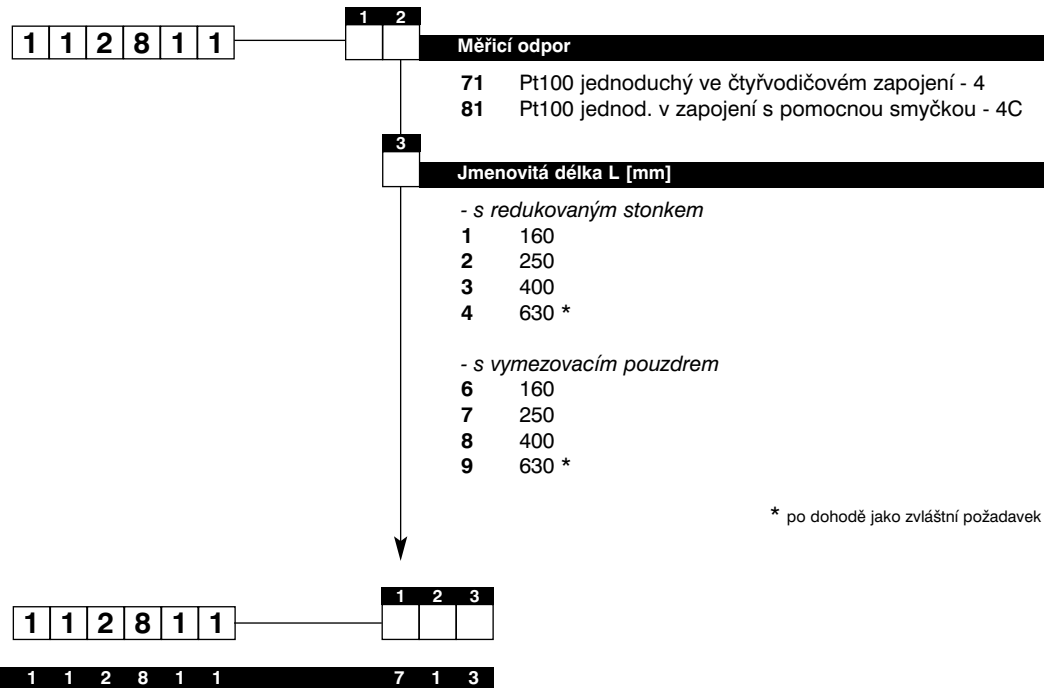 1 2
1 1 2 8 1 1
Měřicí odpor
71 Pt100 jednoduchý ve čtyřvodičovém zapojení - 4
81 Pt100 jednod. v zapojení s pomocnou smyčkou - 4C
3
Jmenovitá délka L [mm]
- s redukovaným stonkem
1 160
2 250
3 400
4 630 *
- s vymezovacím pouzdrem
6 160
7 250
8 400
9 630 *
* po dohodě jako zvláštní požadavek
1 2 3
1 1 2 8 1 1
1 1 2 8 1 1 7 1 3